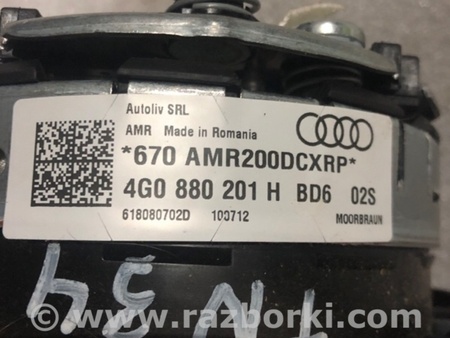 Autoliv SRL
AMR Made in Romania
*670 AMR200DCXRP*
4G0 880 201 H BD6 02S
618080702D 100712 MOORBRAUN
www.razborki.com